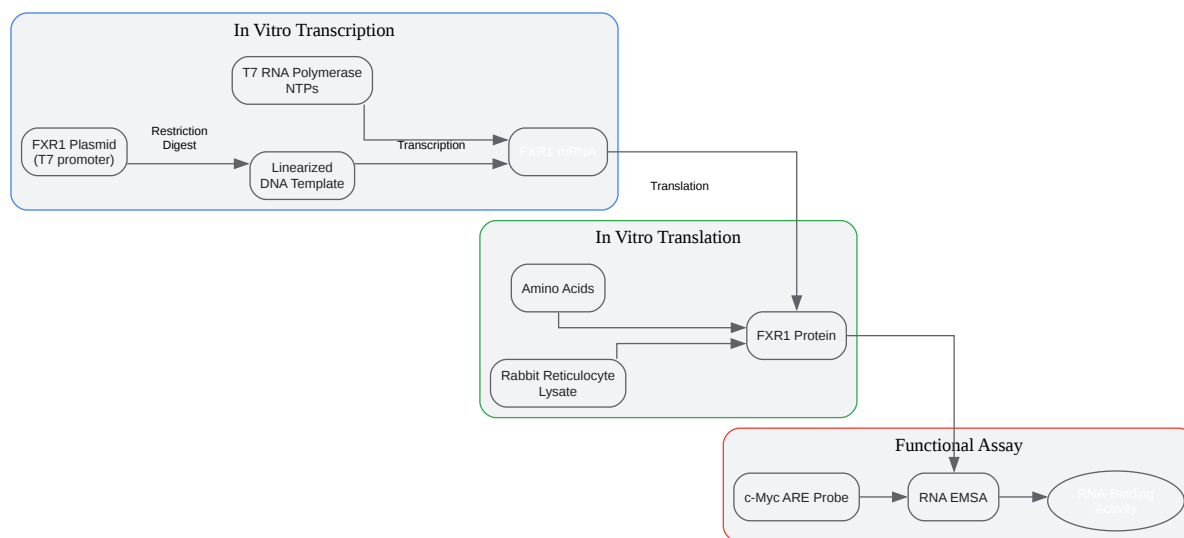 In Vitro Transcription
T7 RNA Polymerase
NTPs
FXR1 Plasmid
(T7 promoter)
Restriction
Digest
Linearized
DNA Template
Transcription
FXR1 mRNA
Translation
In Vitro Translation
Amino Acids
Rabbit Reticulocyte
Lysate
FXR1 Protein
Functional Assay
c-Myc ARE Probe
RNA EMSA
RNA-Binding
Activity